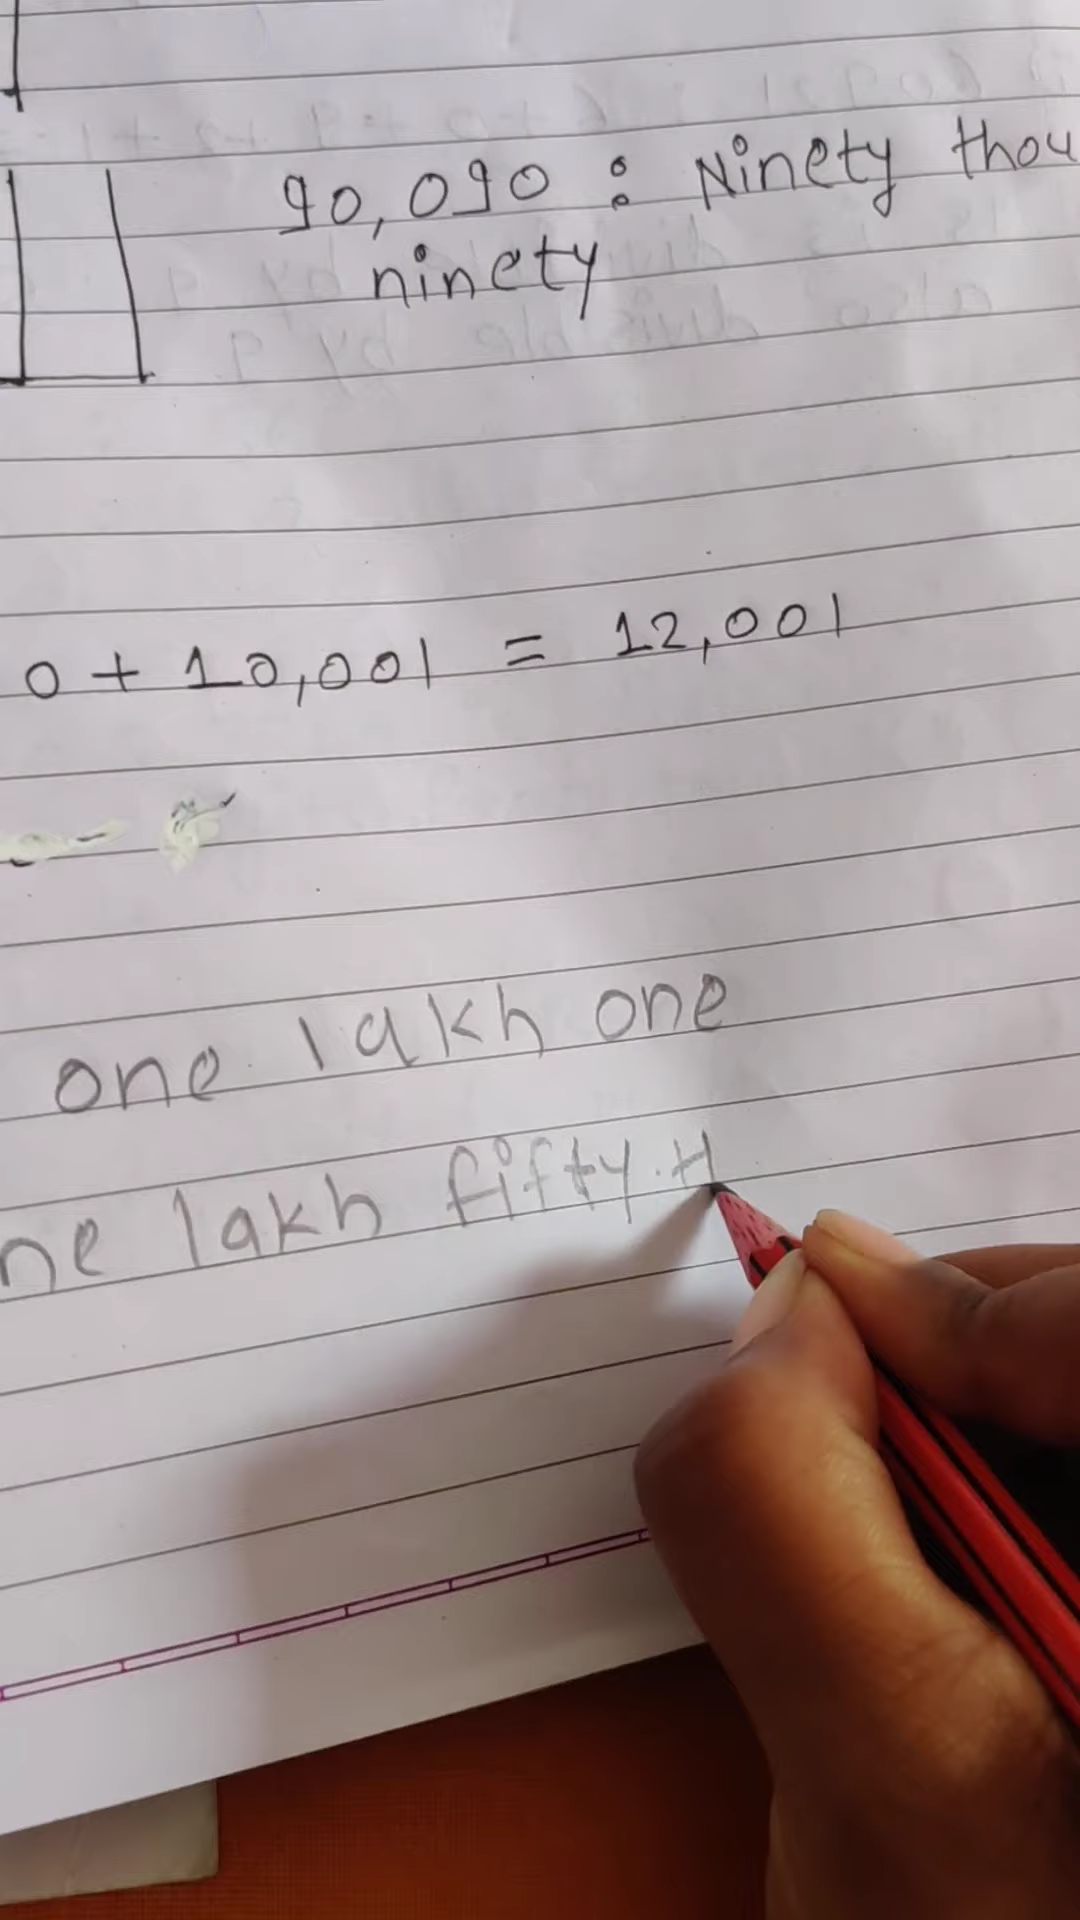 90,090 : Ninety thou
ninety
0 + 10,001 = 12,001
one lakh one
ne lakh fifty